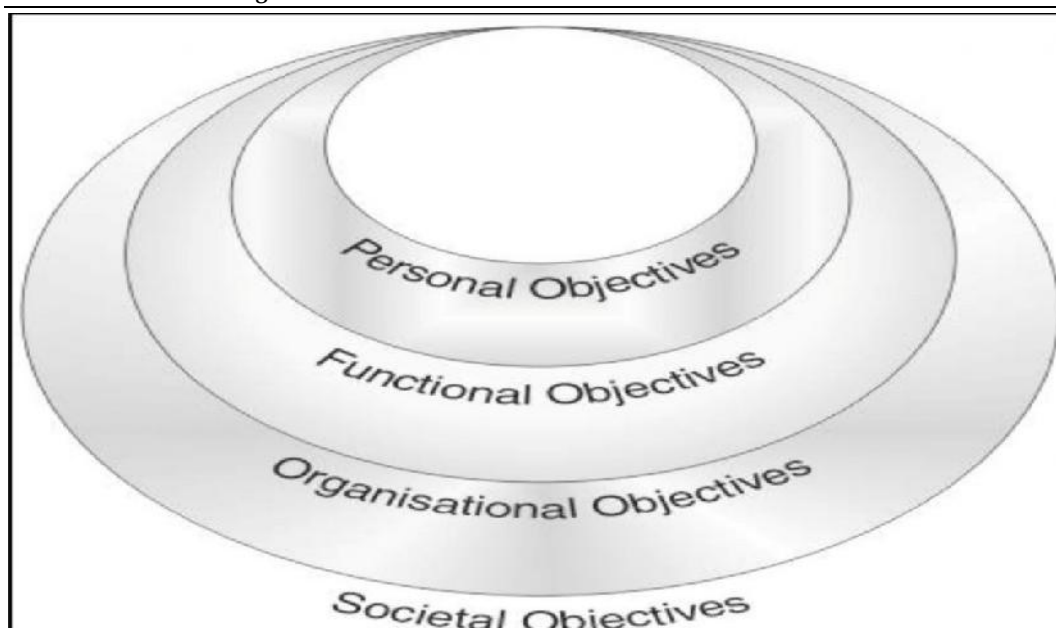 Personal Objectives
Functional Objectives
Organisational Objectives
Societal Objectives